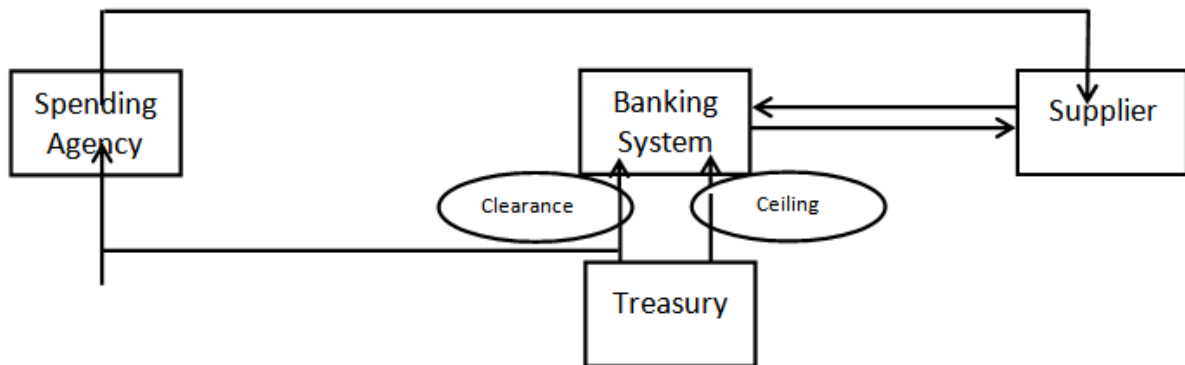 Spending
Agency
Banking
System
Supplier
Clearance
Ceiling
Treasury